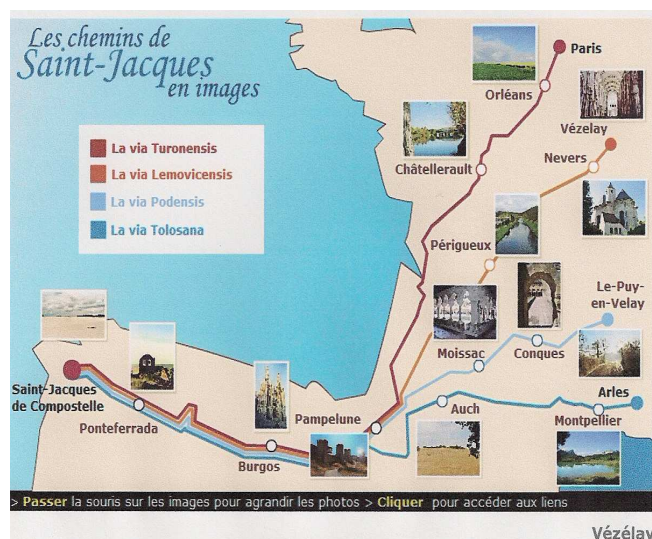 Les chemins de
Saint-Jacques
en images
La via Turonensis
La via Lemovicensis
La via Podensis
La via Tolosana
Paris
Orléans
Vézelay
Nevers
Châtellerault
Périgueux
Le-Puy-
en-Velay
Moissac
Conques
Saint-Jacques
de Compostelle
Arles
Auch
Pampelune
Montpellier
Ponteferrada
Burgos
> Passer la souris sur les images pour agrandir les photos > Cliquer pour accéder aux liens
Vézelay